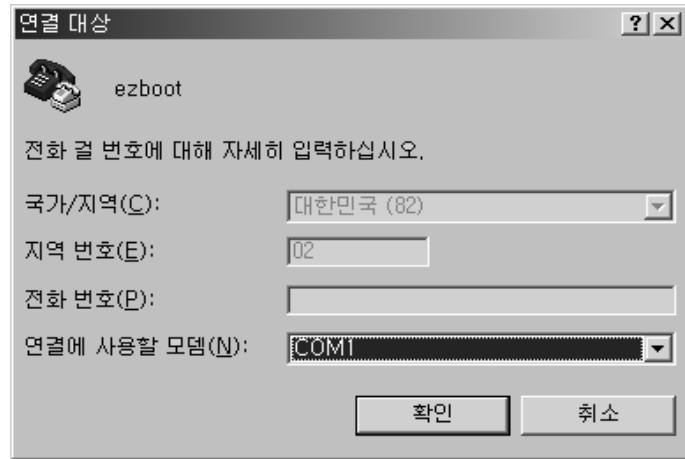 연결 대상
ezboot
전화 걸 번호에 대해 자세히 입력하십시오.
국가/지역(C): 대한민국 (82)
지역 번호(E): 02
전화 번호(P):
연결에 사용할 모뎀(N): COM1
확인 취소